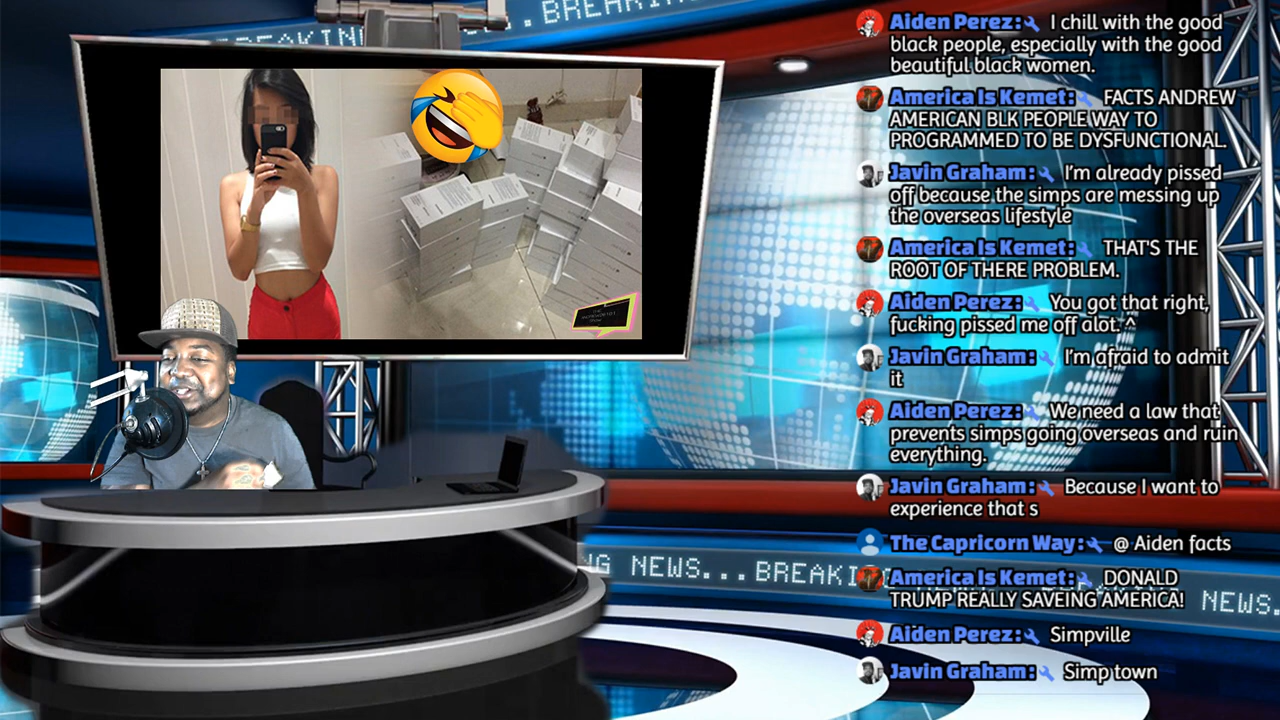 ..BREAKIN
BREAKING
Aiden Perez: I chill with the good
black people, especially with the good
beautiful black women.
America Is Kemet: FACTS ANDREW
AMERICAN BLK PEOPLE WAY TO
PROGRAMMED TO BE DYSFUNCTIONAL.
Javin Graham: I'm already pissed
off because the simps are messing up
the overseas lifestyle
America Is Kemet: THAT'S THE
ROOT OF THERE PROBLEM.
Aiden Perez: You got that right,
fucking pissed me off alot. ^
Javin Graham: I'm afraid to admit
it
Aiden Perez: We need a law that
prevents simps going overseas and ruin
everything.
Javin Graham: Because I want to
experience that s
The Capricorn Way: @ Aiden facts
America Is Kemet: DONALD
TRUMP REALLY SAVEING AMERICA!
Aiden Perez: Simpville
Javin Graham: Simp town
NG NEWS...BREAKI
NEWS.